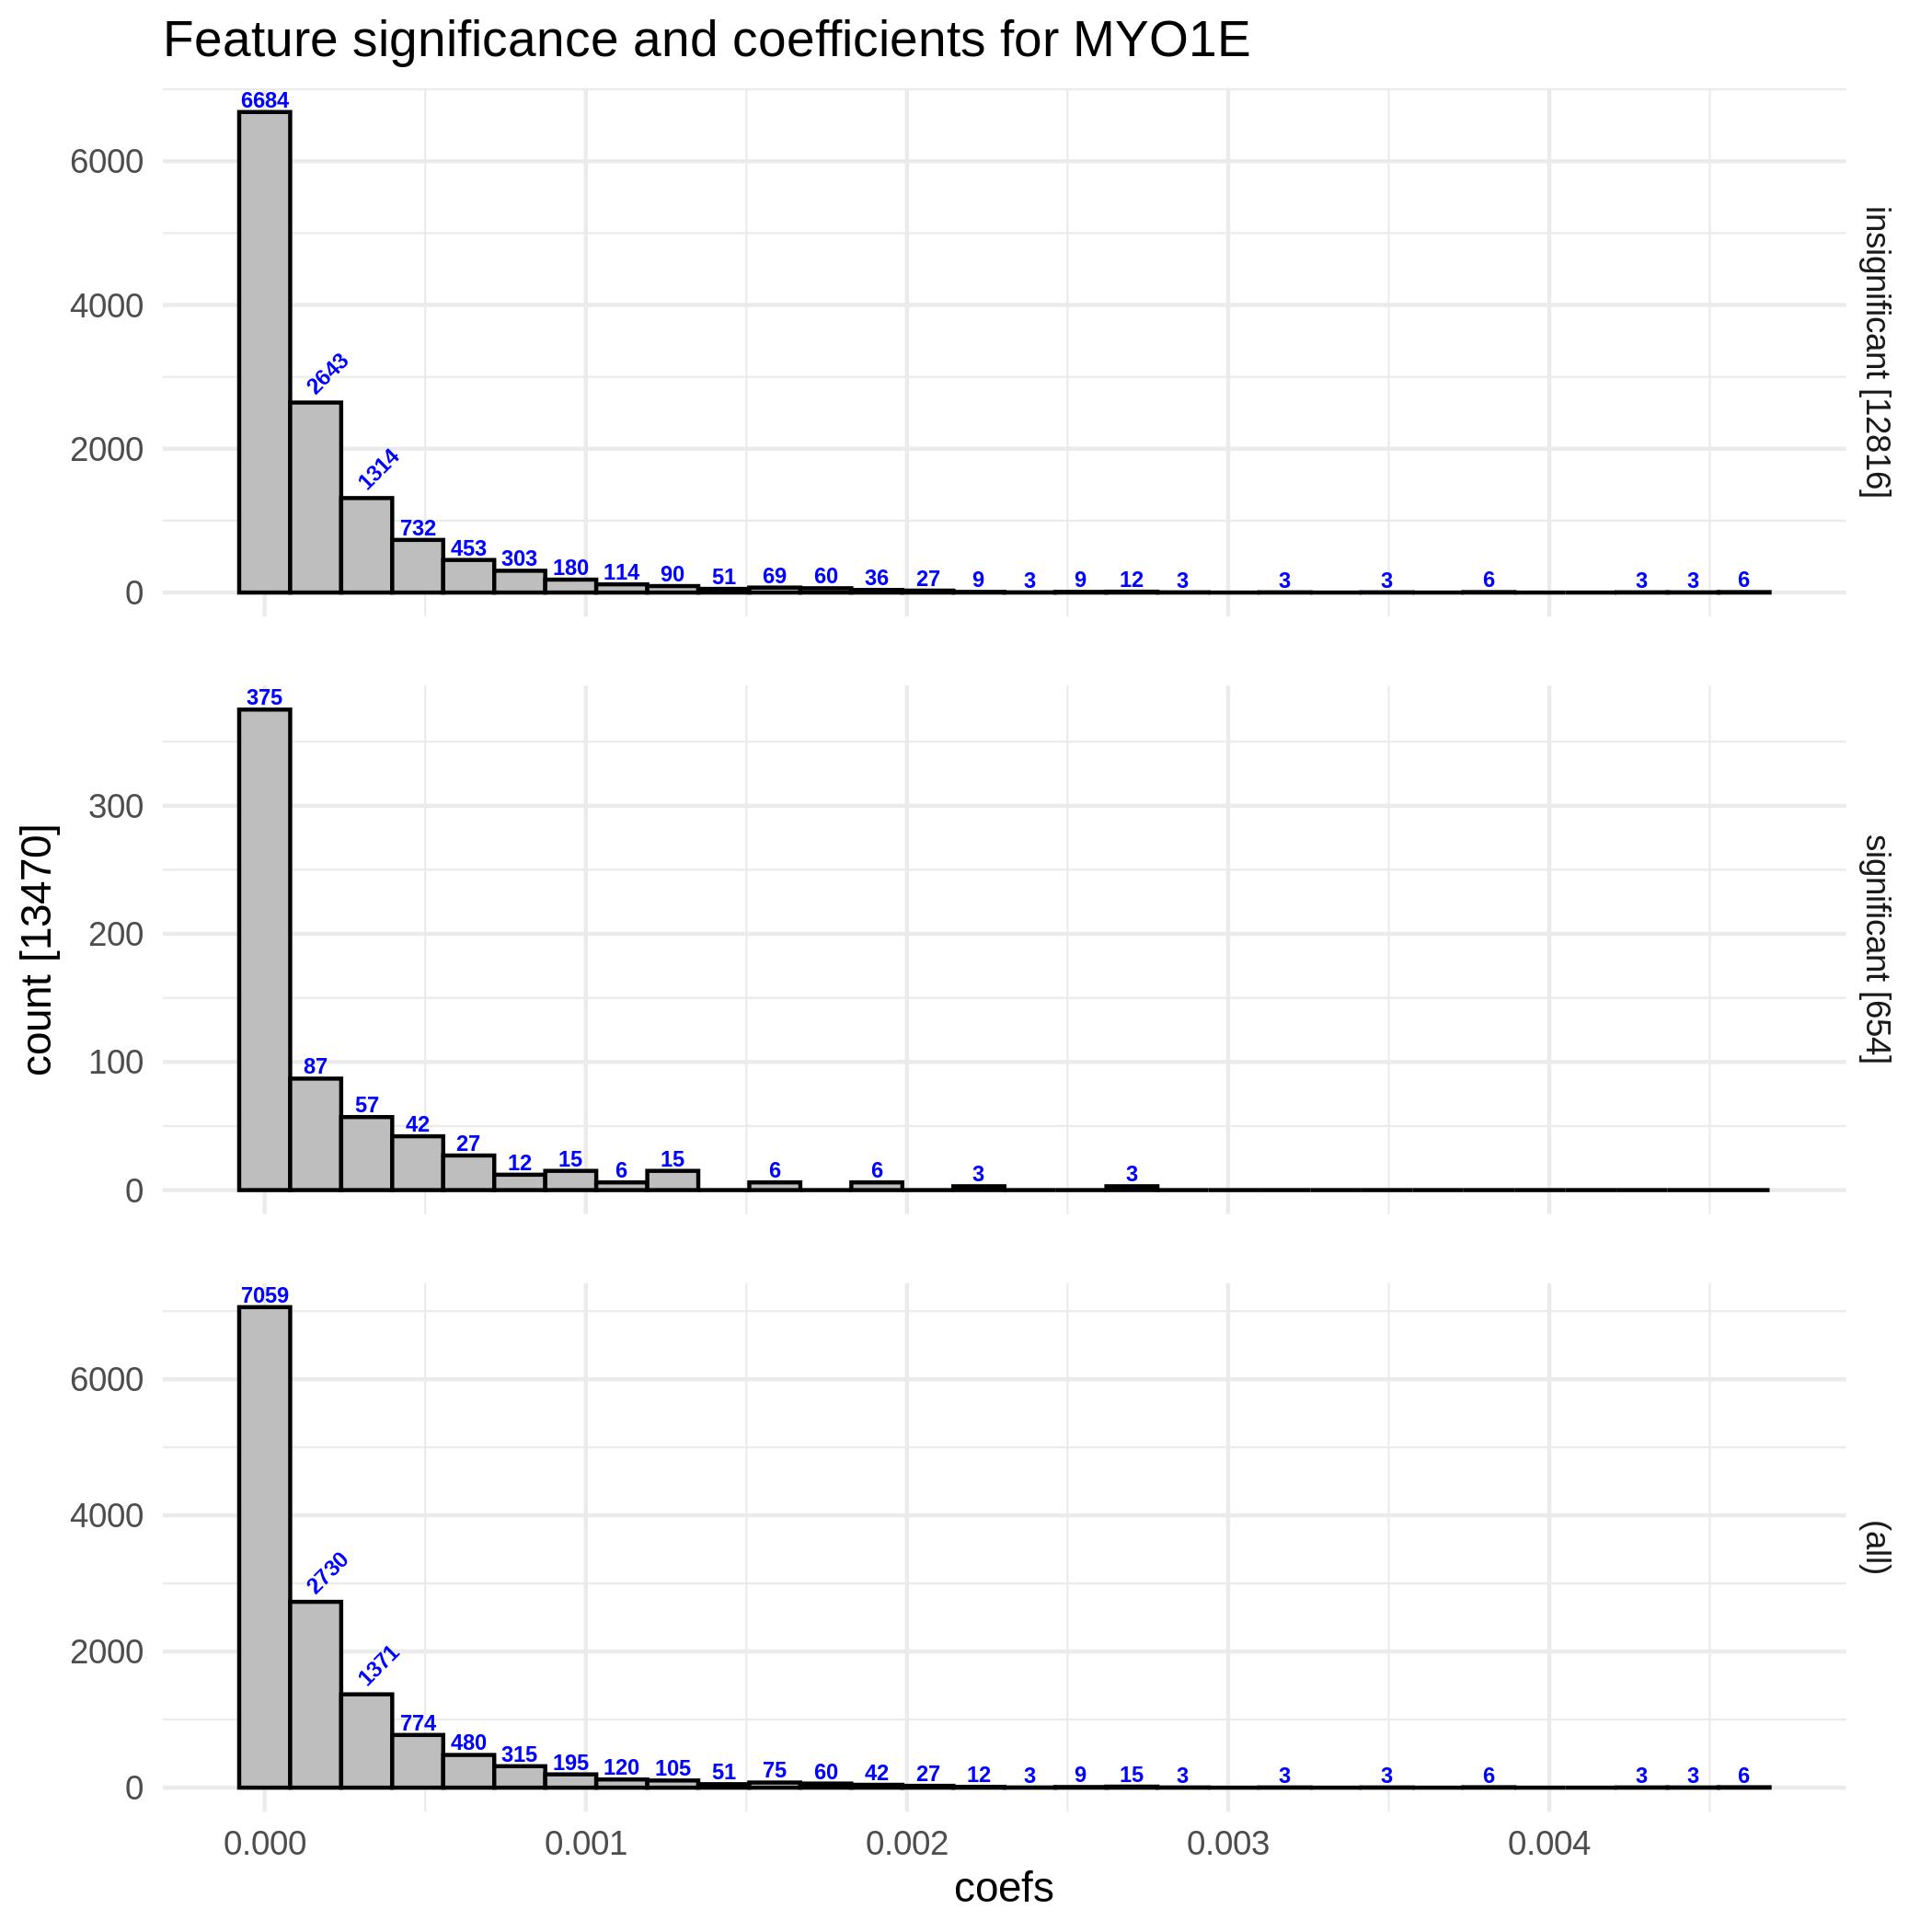 Feature significance and coefficients for MYO1E
6684
6000
4000
2000
0
2643
1314
732 453 303 180 114 90 51 69 60 36 27 9 3 9 12 3 3 3 6 3 3 6
insignificant [12816]
count [13470]
375
300
200
100
0
87 57 42 27 12 15 6 15 6 6 3 3
significant [654]
7059
6000
4000
2000
0
2730
1371
774 480 315 195 120 105 51 75 60 42 27 12 3 9 15 3 3 3 6 3 3 6
(all)
0.000 0.001 0.002 0.003 0.004
coefs